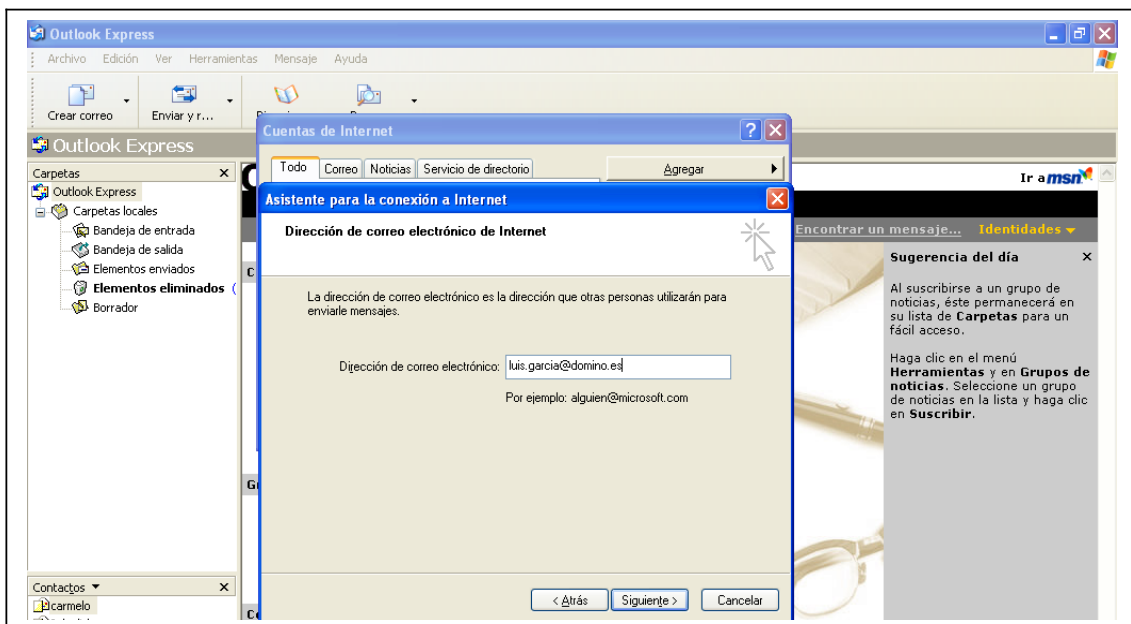 Outlook Express
Archivo Edición Ver Herramientas Mensaje Ayuda
Crear correo Enviar y r...
Outlook Express
Carpetas
Outlook Express
Carpetas locales
Bandeja de entrada
Bandeja de salida
Elementos enviados
Elementos eliminados (
Borrador
Contactos
carmelo
Cuentas de Internet
Todo Correo Noticias Servicio de directorio Agregar
Asistente para la conexión a Internet
Dirección de correo electrónico de Internet
La dirección de correo electrónico es la dirección que otras personas utilizarán para
enviarle mensajes.
Dirección de correo electrónico: luis.garcia@domino.es
Por ejemplo: alguien@microsoft.com
< Atrás Siguiente > Cancelar
Ir a msn
Encontrar un mensaje... Identidades
Sugerencia del día
Al suscribirse a un grupo de
noticias, éste permanecerá en
su lista de Carpetas para un
fácil acceso.
Haga clic en el menú
Herramientas y en Grupos de
noticias. Seleccione un grupo
de noticias en la lista y haga clic
en Suscribir.